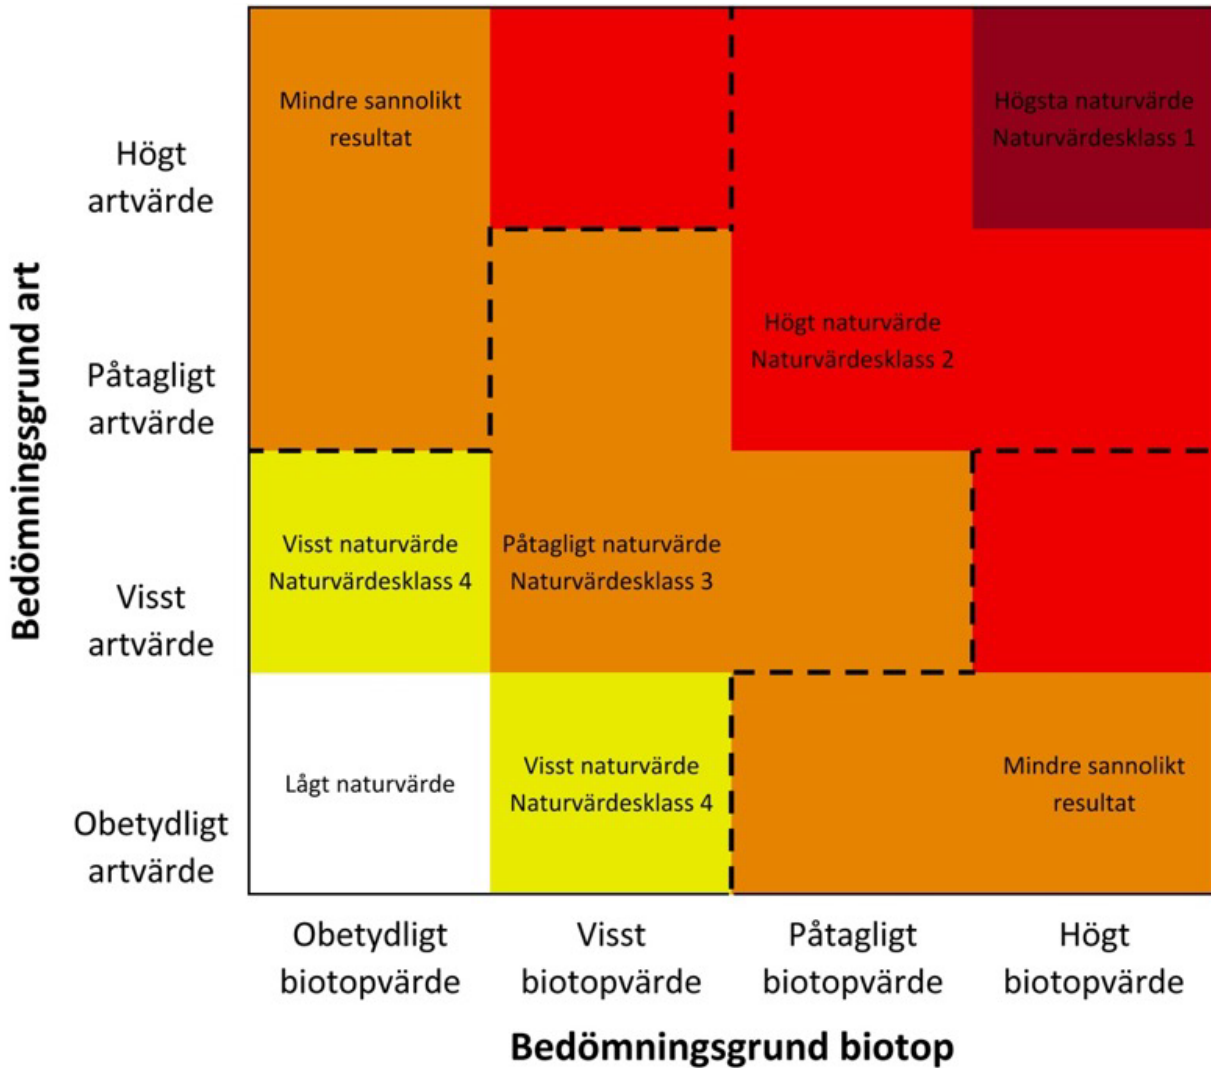 Bedömningsgrund art
Högt
artvärde
Mindre sannolikt
resultat
Högsta naturvärde
Naturvärdesklass 1
Påtagligt
artvärde
Högt naturvärde
Naturvärdesklass 2
Visst
artvärde
Visst naturvärde
Naturvärdesklass 4
Påtagligt naturvärde
Naturvärdesklass 3
Obetydligt
artvärde
Lågt naturvärde
Visst naturvärde
Naturvärdesklass 4
Mindre sannolikt
resultat
Obetydligt
biotopvärde
Visst
biotopvärde
Påtagligt
biotopvärde
Högt
biotopvärde
Bedömningsgrund biotop